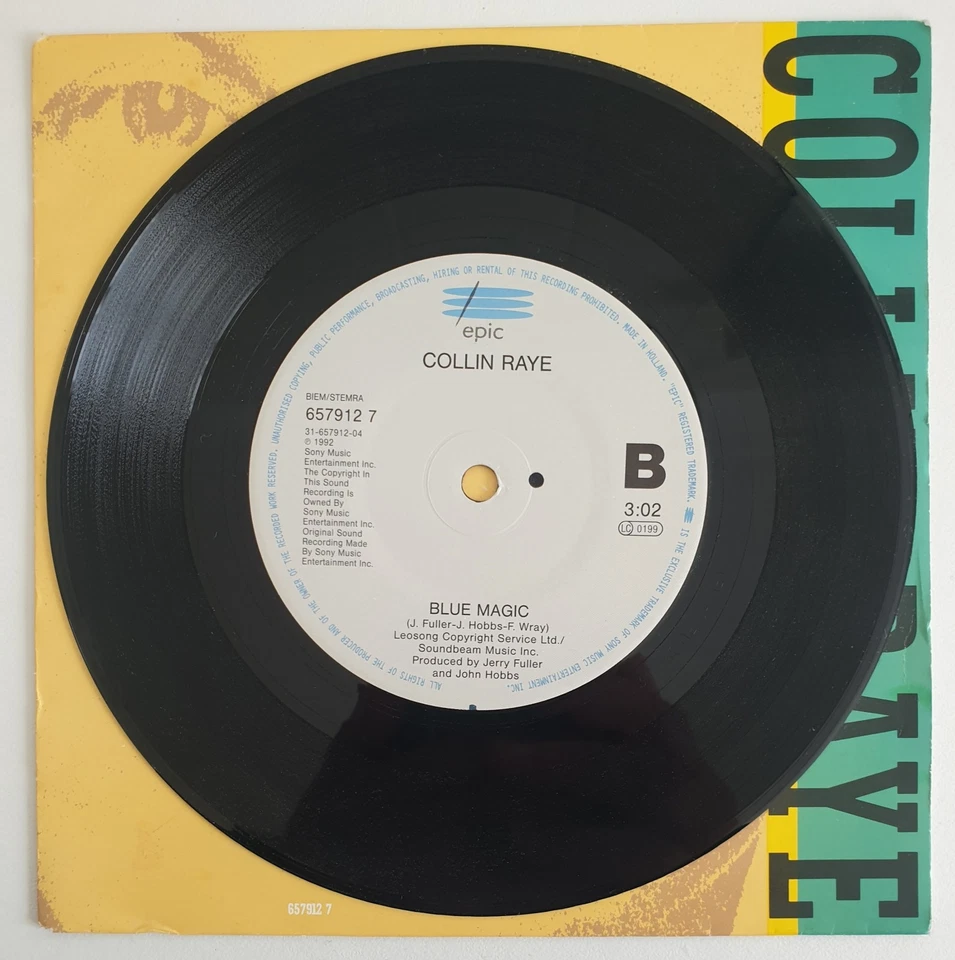 epic
COLLIN RAYE
BIEM/STEMRA
657912 7
31-657912-04
℗ 1992
Sony Music
Entertainment Inc.
The Copyright In
This Sound
Recording Is
Owned By
Sony Music
Entertainment Inc.
Original Sound
Recording Made
By Sony Music
Entertainment Inc.
B
3:02
LC 0199
BLUE MAGIC
(J. Fuller-J. Hobbs-F. Wray)
Leosong Copyright Service Ltd./
Soundbeam Music Inc.
Produced by Jerry Fuller
and John Hobbs
ALL RIGHTS OF THE PRODUCER AND OF THE OWNER OF THE RECORDED WORK RESERVED. UNAUTHORISED COPYING, PUBLIC PERFORMANCE, BROADCASTING, HIRING OR RENTAL OF THIS RECORDING PROHIBITED. MADE IN HOLLAND. "EPIC" REGISTERED TRADEMARK. IS THE EXCLUSIVE TRADEMARK OF SONY MUSIC ENTERTAINMENT INC.
COLLIN RAYE
657912 7